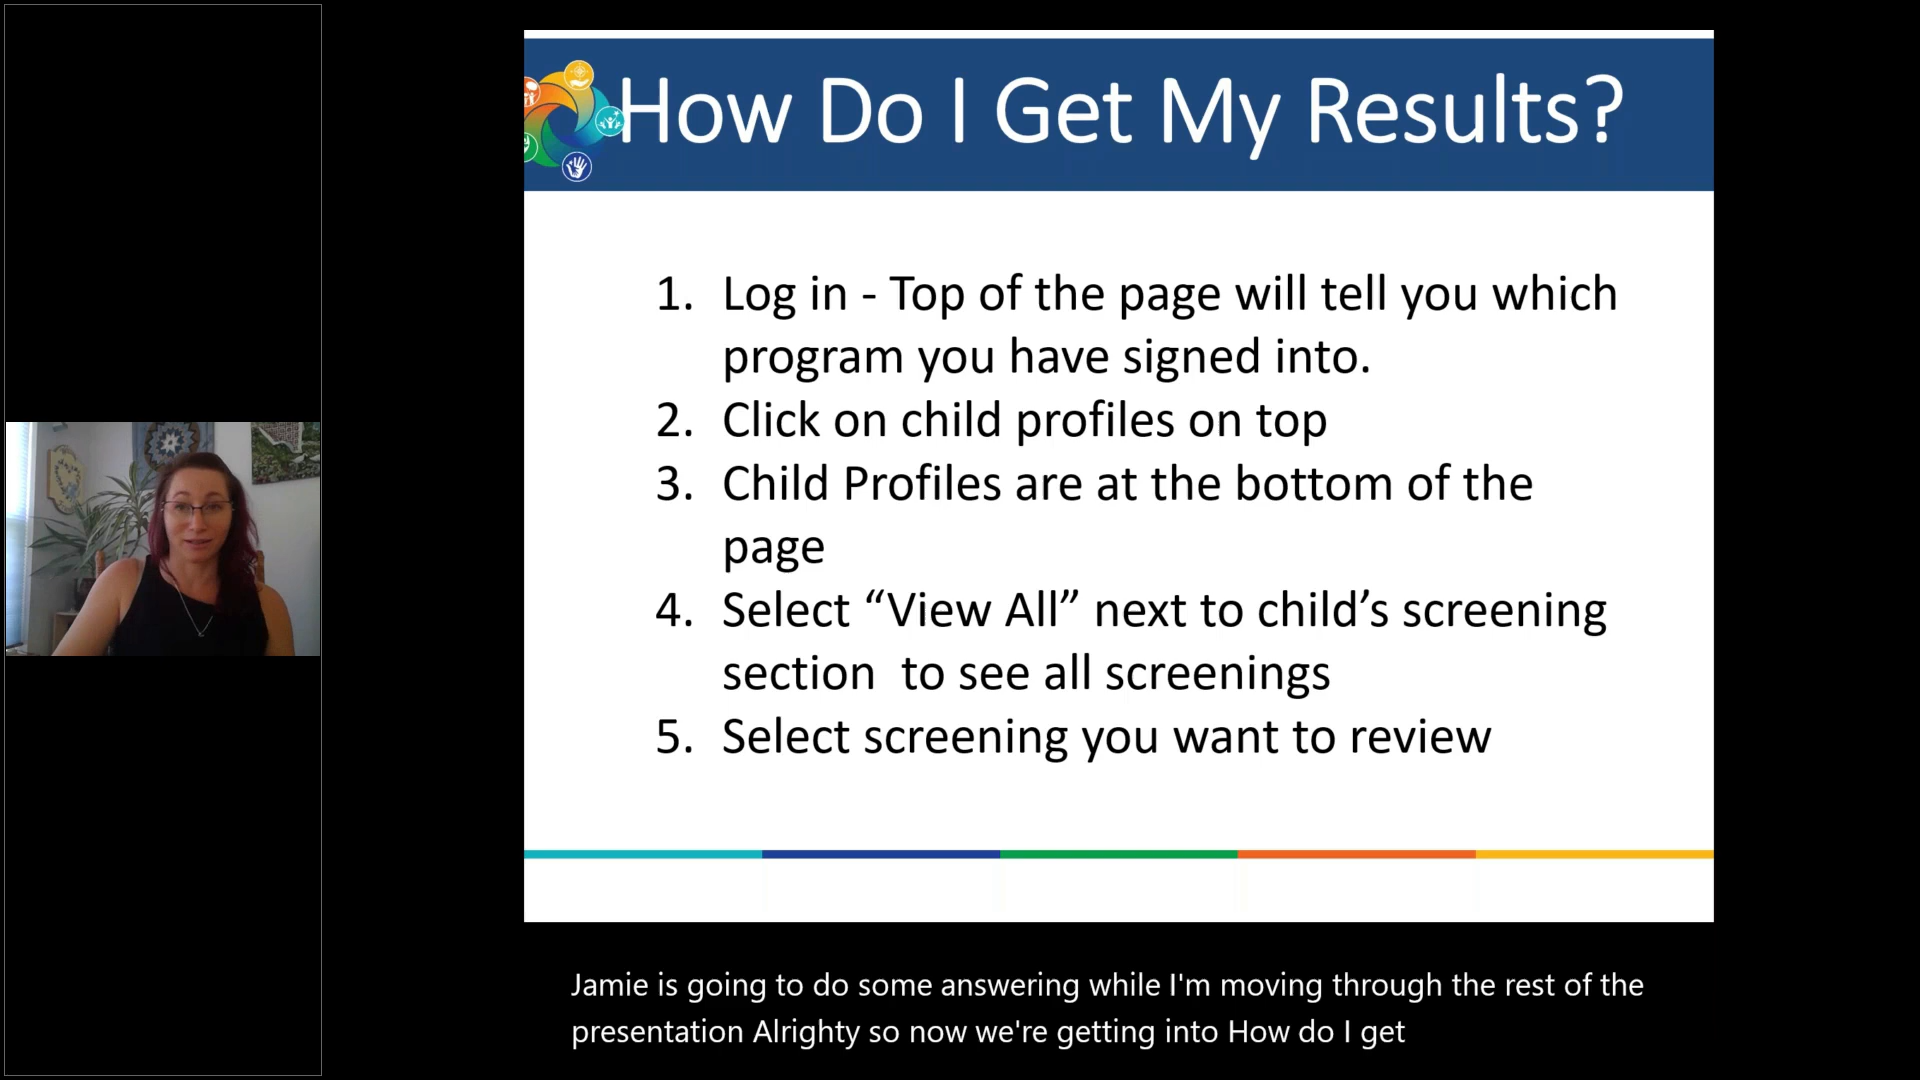 How Do I Get My Results?
1. Log in - Top of the page will tell you which
program you have signed into.
2. Click on child profiles on top
3. Child Profiles are at the bottom of the
page
4. Select “View All” next to child’s screening
section  to see all screenings
5. Select screening you want to review
Jamie is going to do some answering while I'm moving through the rest of the
presentation Alrighty so now we're getting into How do I get